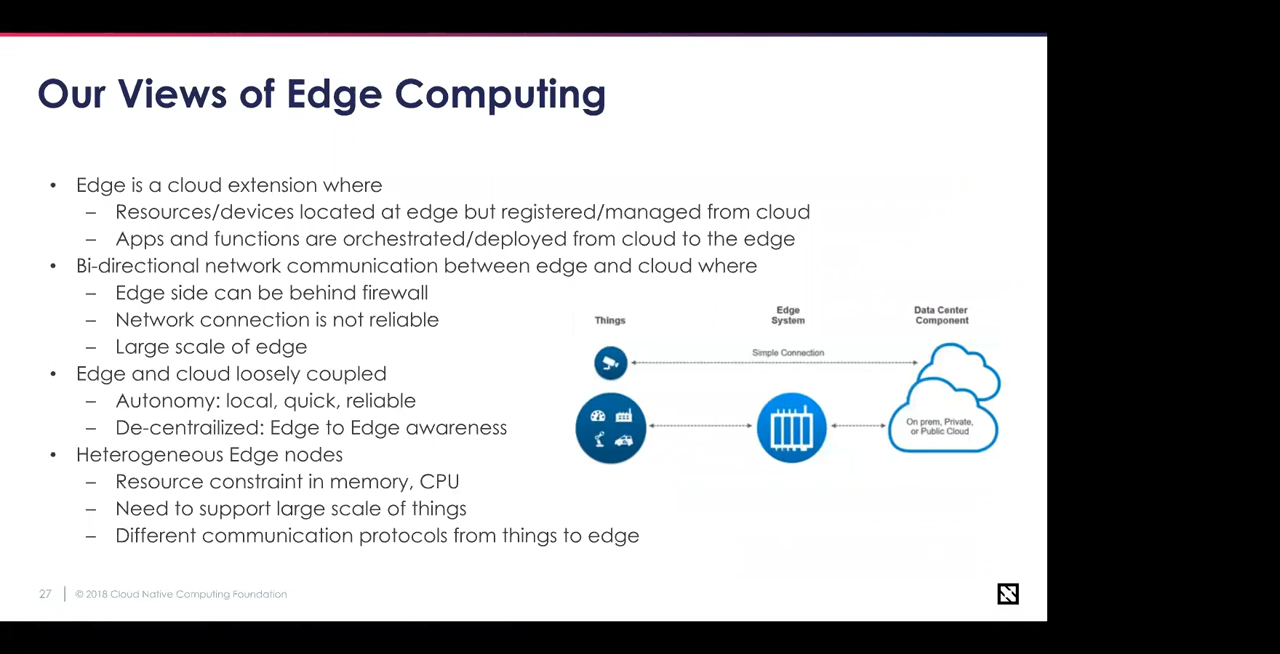 Our Views of Edge Computing
• Edge is a cloud extension where
– Resources/devices located at edge but registered/managed from cloud
– Apps and functions are orchestrated/deployed from cloud to the edge
• Bi-directional network communication between edge and cloud where
– Edge side can be behind firewall
– Network connection is not reliable
– Large scale of edge
• Edge and cloud loosely coupled
– Autonomy: local, quick, reliable
– De-centrailized: Edge to Edge awareness
• Heterogeneous Edge nodes
– Resource constraint in memory, CPU
– Need to support large scale of things
– Different communication protocols from things to edge
Things
Edge
System
Data Center
Component
Simple Connection
On prem, Private,
or Public Cloud
27
© 2018 Cloud Native Computing Foundation